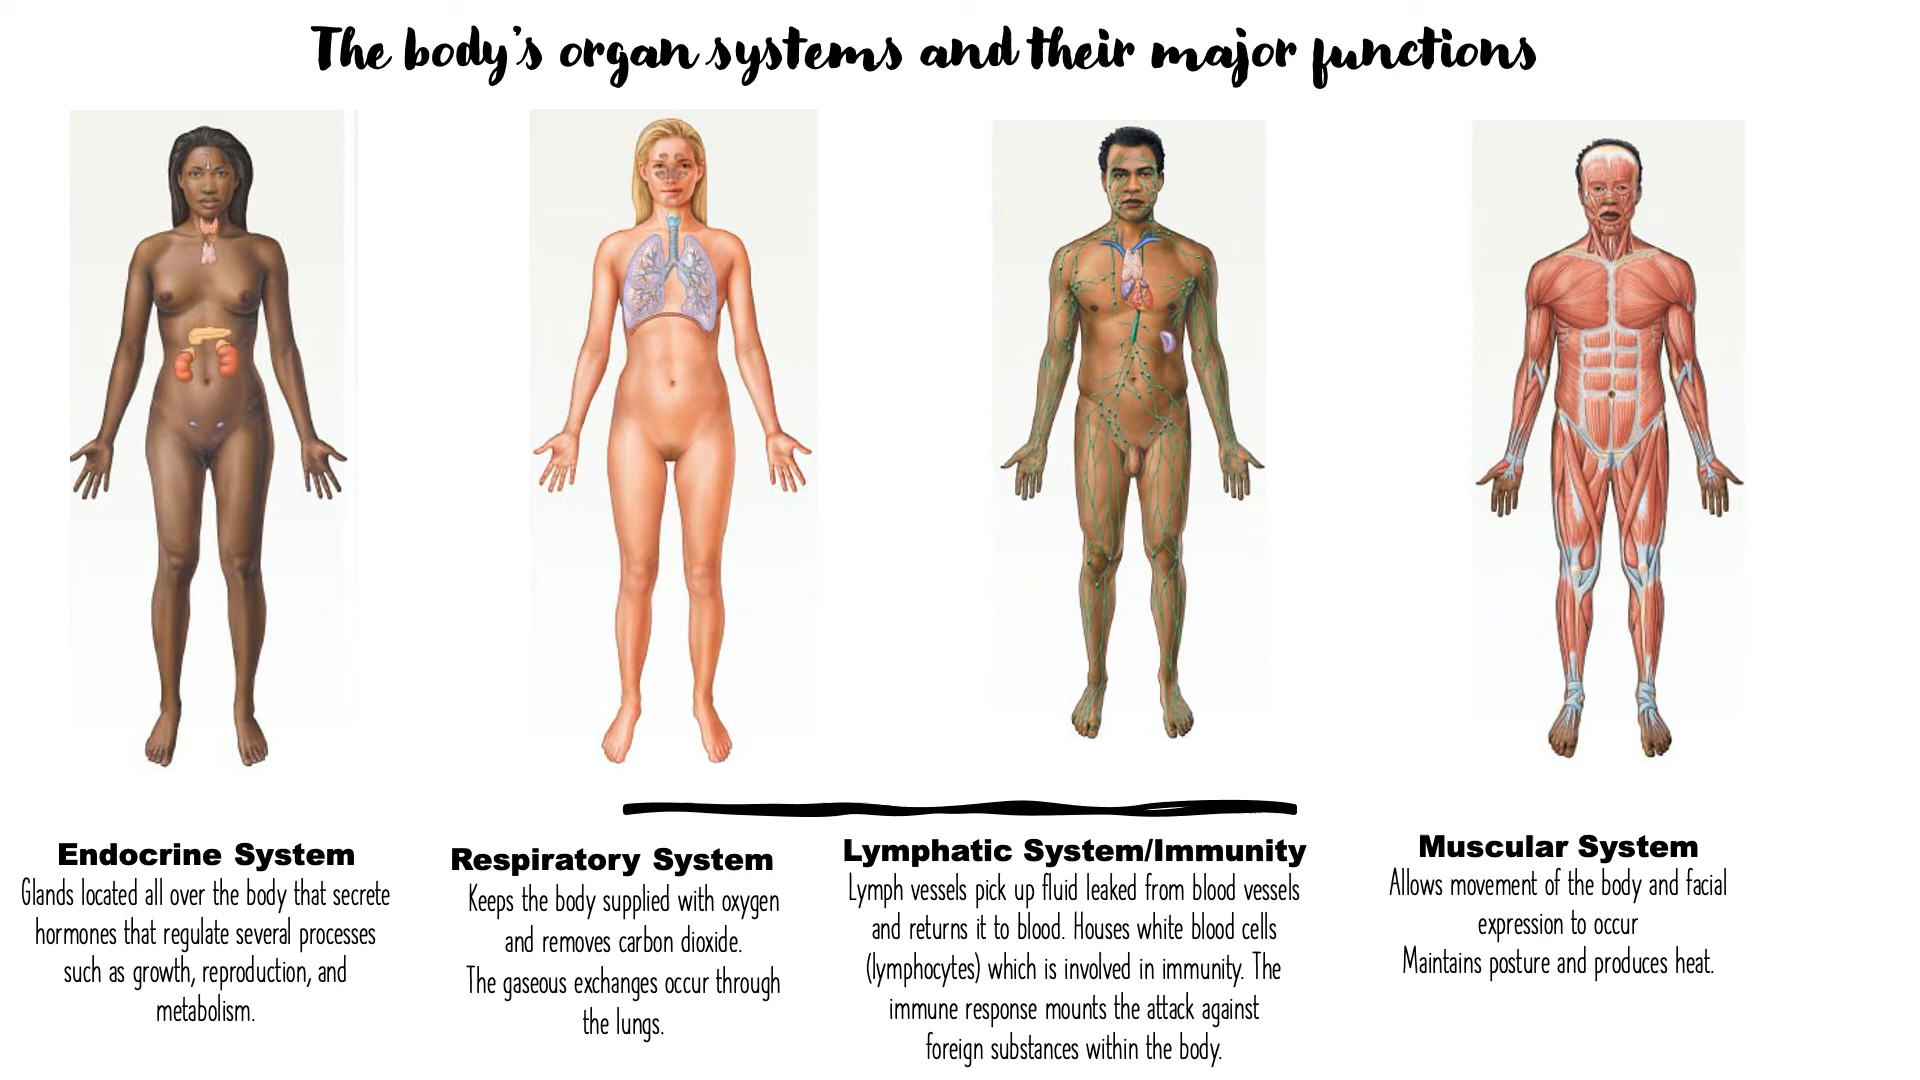 The body's organ systems and their major functions
Endocrine System
Glands located all over the body that secrete
hormones that regulate several processes
such as growth, reproduction, and
metabolism.
Respiratory System
Keeps the body supplied with oxygen
and removes carbon dioxide.
The gaseous exchanges occur through
the lungs.
Lymphatic System/Immunity
Lymph vessels pick up fluid leaked from blood vessels
and returns it to blood. Houses white blood cells
(lymphocytes) which is involved in immunity. The
immune response mounts the attack against
foreign substances within the body.
Muscular System
Allows movement of the body and facial
expression to occur
Maintains posture and produces heat.